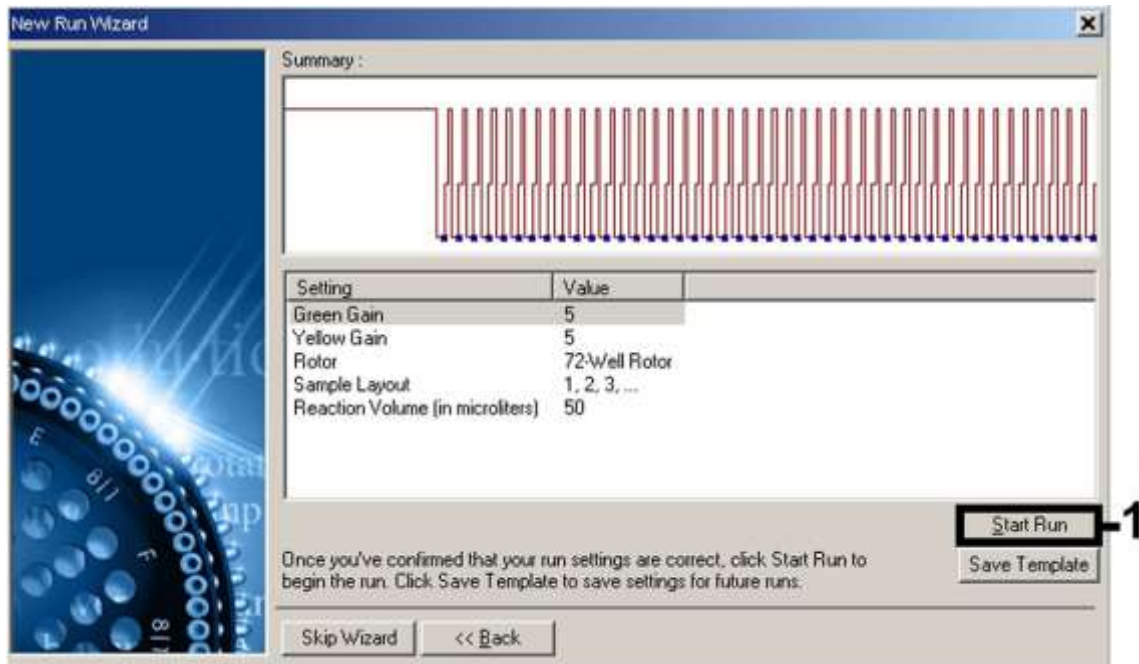 New Run Wizard
Summary :
Setting Value
Green Gain 5
Yellow Gain 5
Rotor 72-Well Rotor
Sample Layout 1, 2, 3, ...
Reaction Volume (in microliters) 50
Start Run
1
Once you've confirmed that your run settings are correct, click Start Run to
begin the run. Click Save Template to save settings for future runs.
Save Template
Skip Wizard
<< Back
E
8/1
F